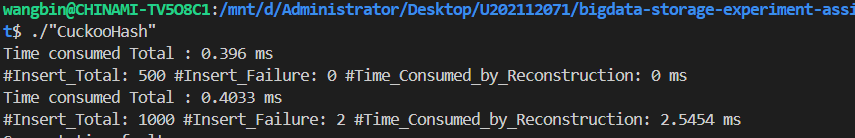 wangbin@CHINAMI-TV5O8C1:/mnt/d/Administrator/Desktop/U202112071/bigdata-storage-experiment-assi
t$ ./"CuckooHash"
Time consumed Total : 0.396 ms
#Insert_Total: 500 #Insert_Failure: 0 #Time_Consumed_by_Reconstruction: 0 ms
Time consumed Total : 0.4033 ms
#Insert_Total: 1000 #Insert_Failure: 2 #Time_Consumed_by_Reconstruction: 2.5454 ms